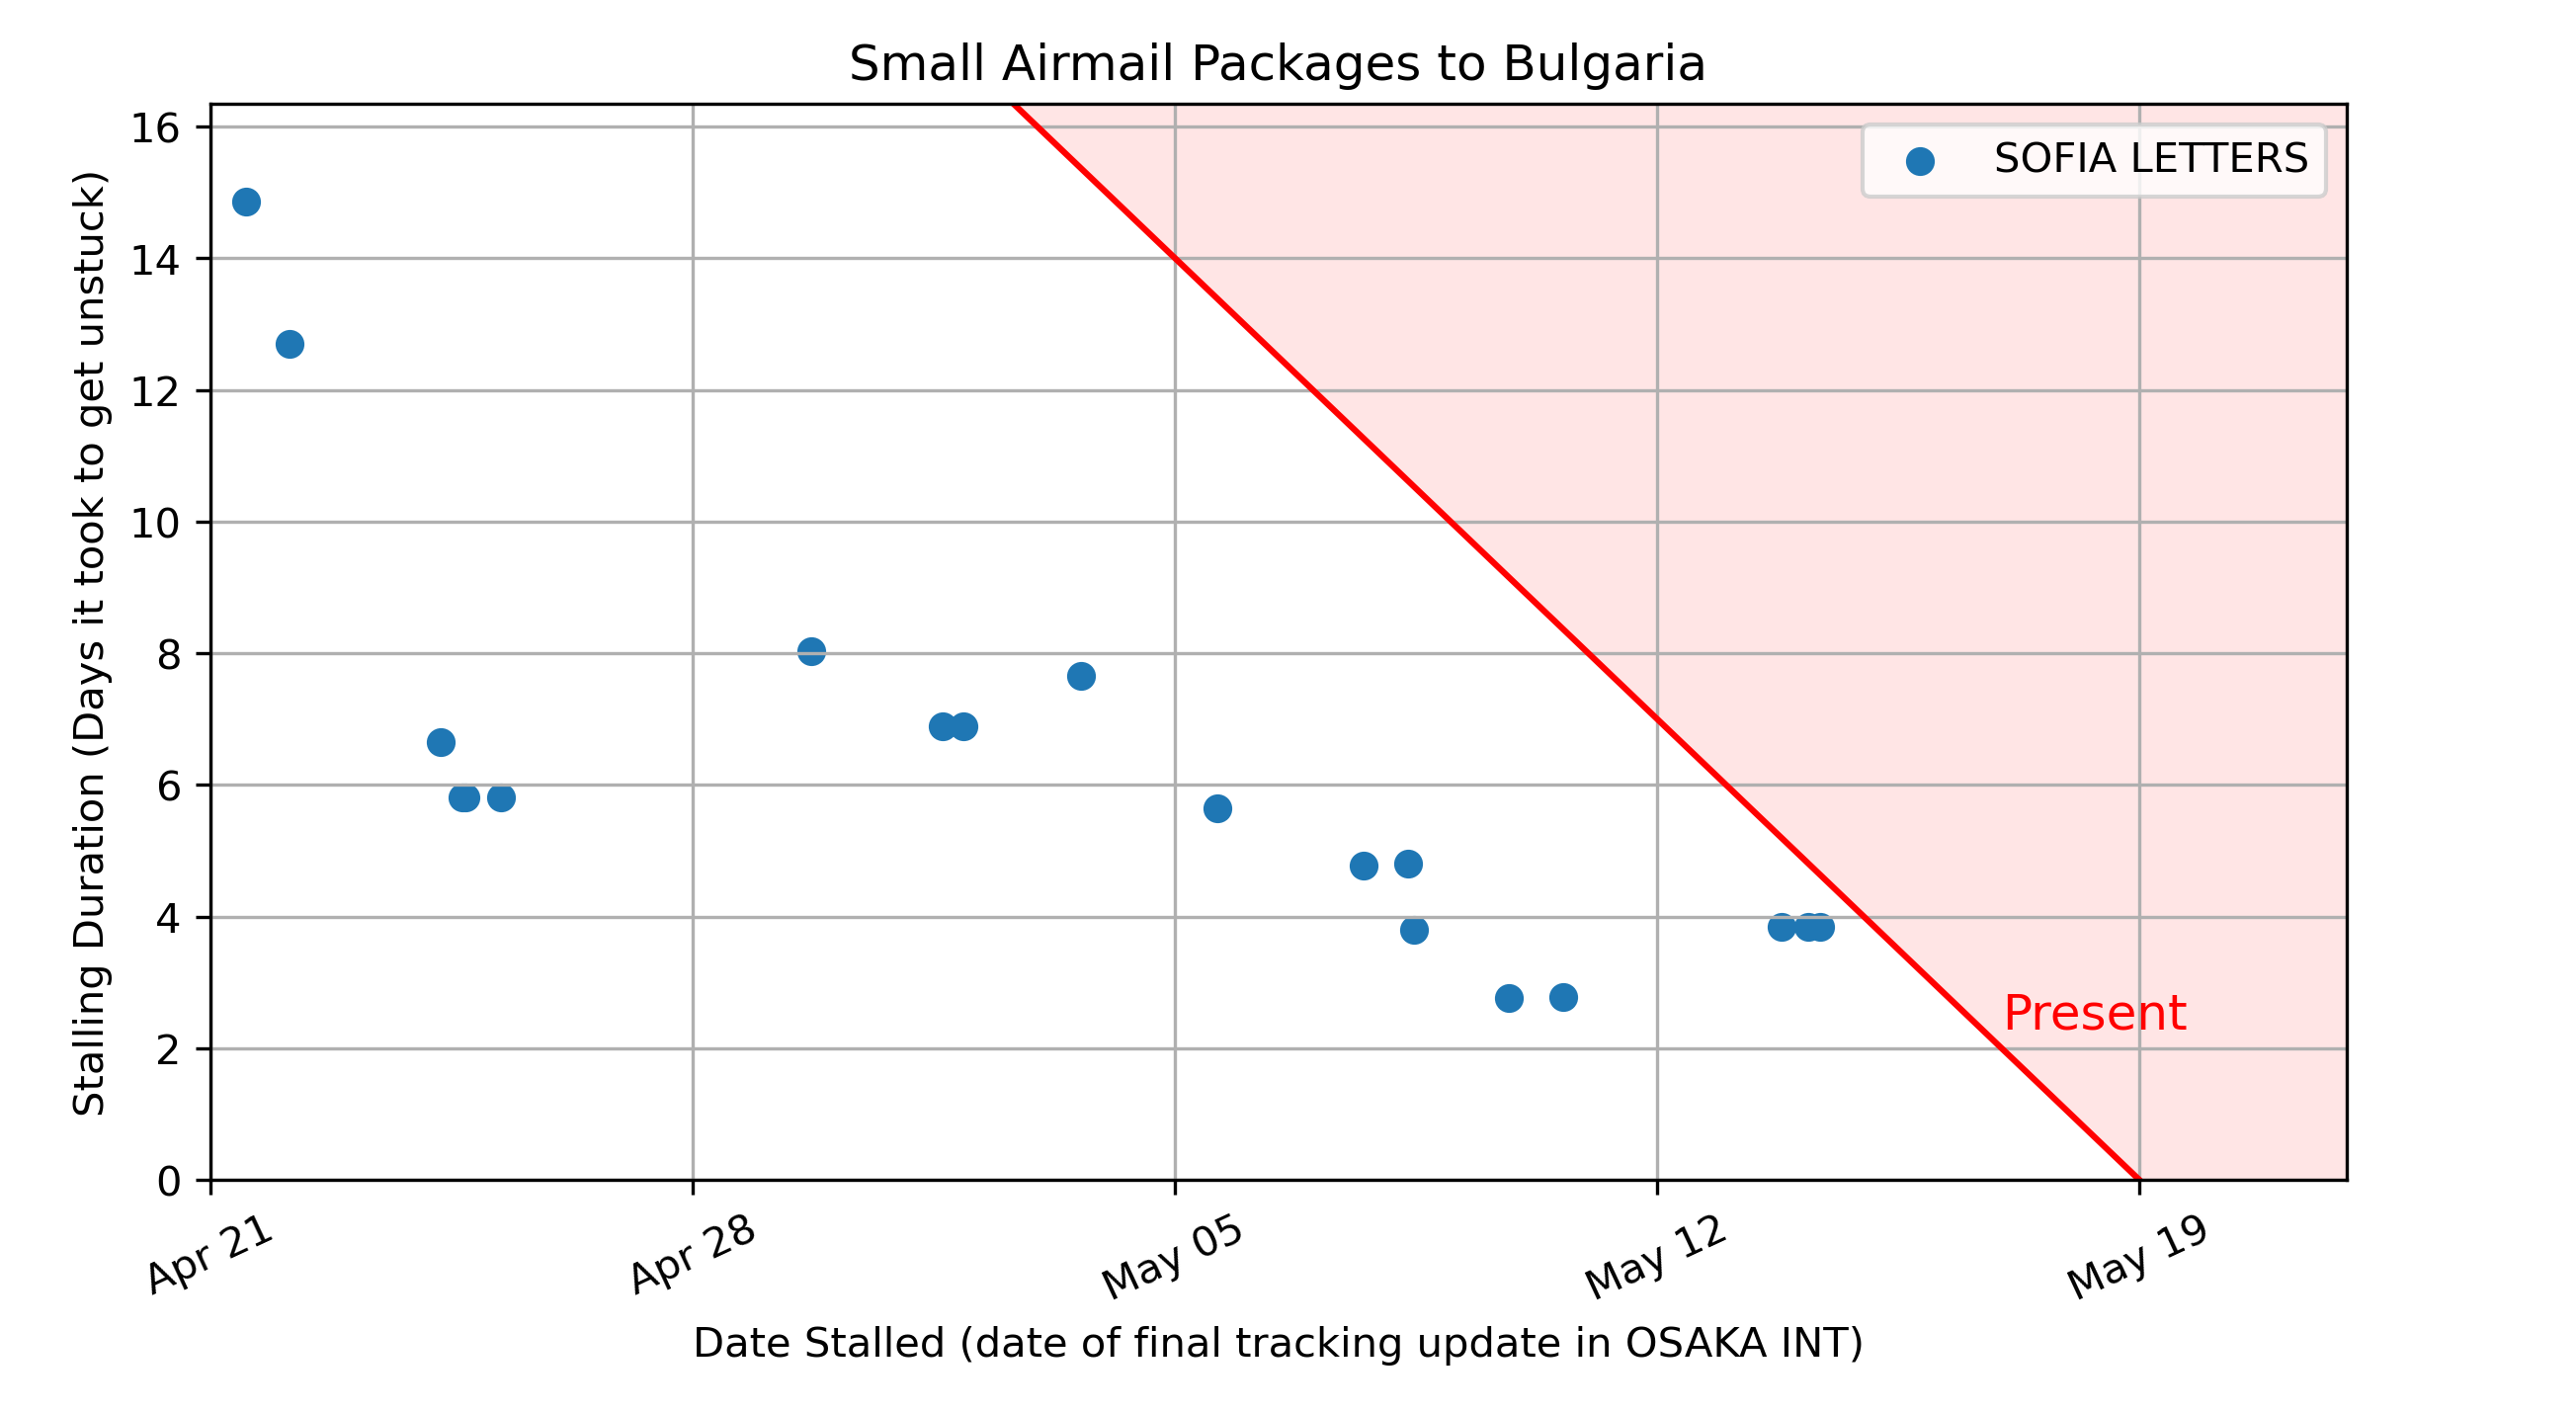 Small Airmail Packages to Bulgaria
SOFIA LETTERS
Stalling Duration (Days it took to get unstuck)
16
14
12
10
8
6
4
2
0
Present
Apr 21
Apr 28
May 05
May 12
May 19
Date Stalled (date of final tracking update in OSAKA INT)